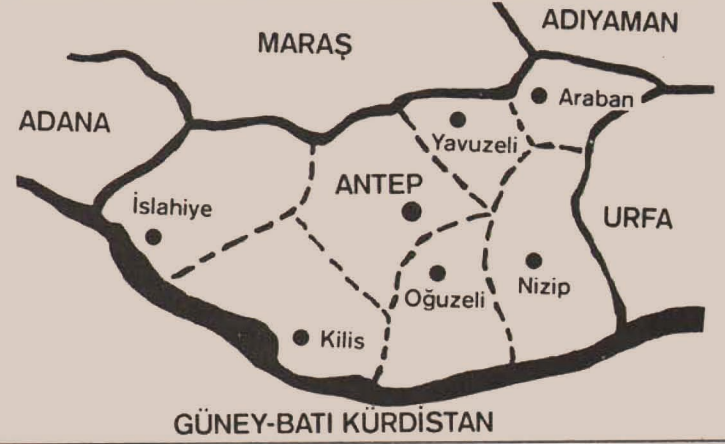 ADIYAMAN
MARAŞ
Araban
ADANA
Yavuzeli
ANTEP
İslahiye
URFA
Oğuzeli
Nizip
Kilis
GÜNEY-BATI KÜRDİSTAN